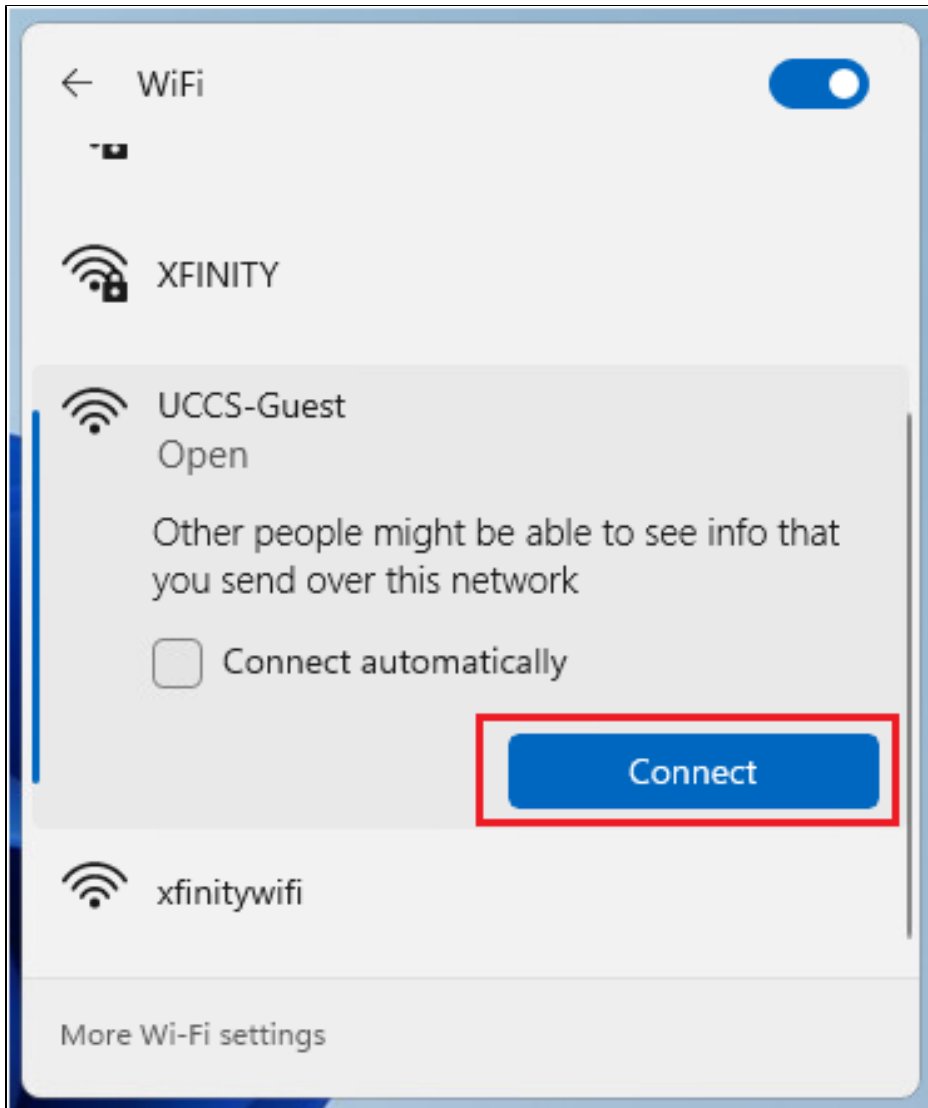 WiFi
XFINITY
UCCS-Guest
Open
Other people might be able to see info that
you send over this network
Connect automatically
Connect
xfinitywifi
More Wi-Fi settings